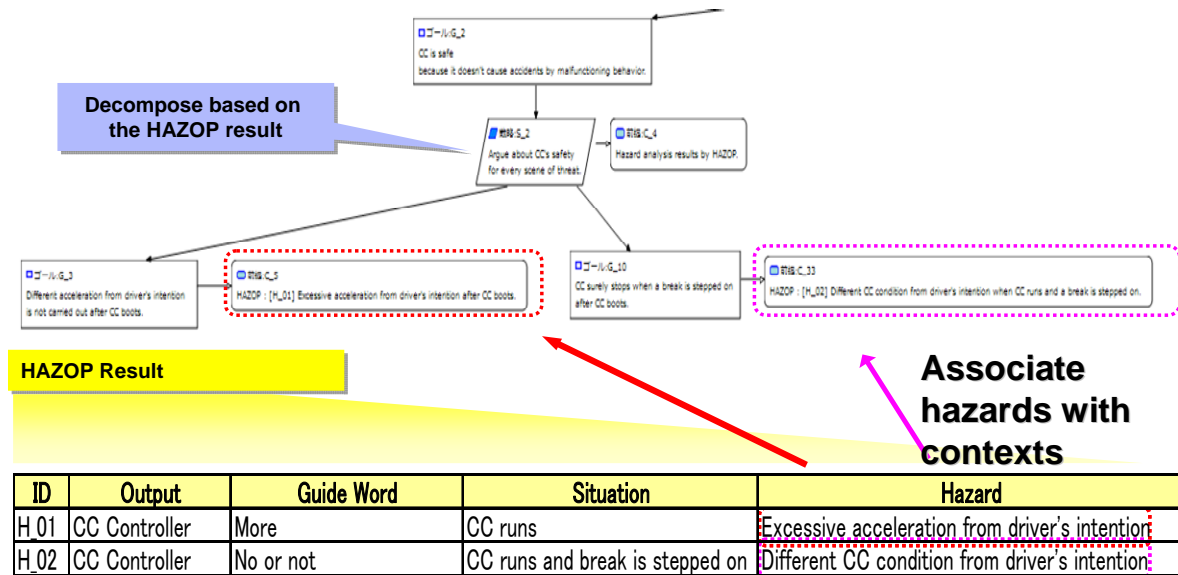 ゴール:G_2
CC is safe
because it doesn't cause accidents by malfunctioning behavior.
Decompose based on
the HAZOP result
戦略:S_2
Argue about CC's safety
for every scene of threat.
前提:C_4
Hazard analysis results by HAZOP.
ゴール:G_3
Different acceleration from driver's intention
is not carried out after CC boots.
前提:C_5
HAZOP : [H_01] Excessive acceleration from driver's intention after CC boots.
ゴール:G_10
CC surely stops when a break is stepped on
after CC boots.
前提:C_33
HAZOP : [H_02] Different CC condition from driver's intention when CC runs and a break is stepped on.
HAZOP Result
Associate
hazards with
contexts
ID Output Guide Word Situation Hazard
H_01 CC Controller More CC runs Excessive acceleration from driver's intention
H_02 CC Controller No or not CC runs and break is stepped on Different CC condition from driver's intention